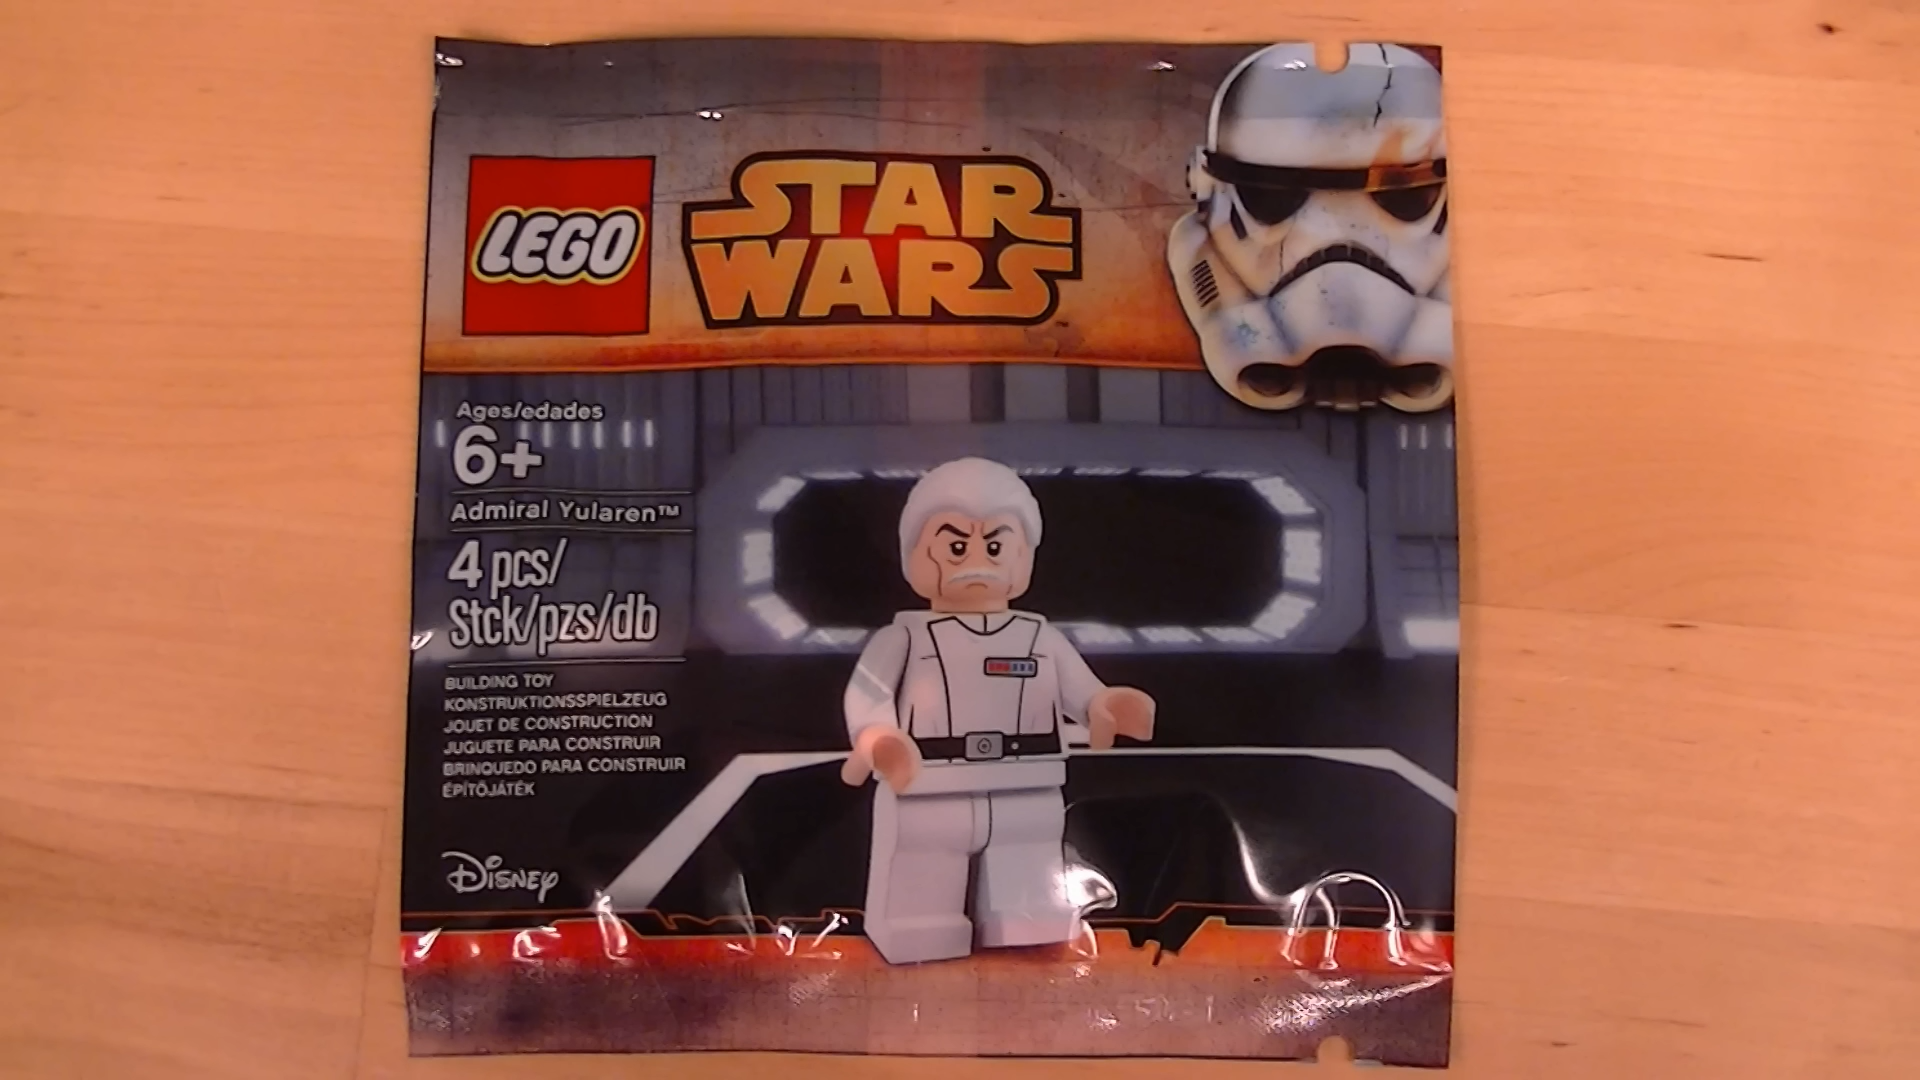 LEGO
STAR
WARS
Ages/edades
6+
Admiral Yularen™
4 pcs/
Stck/pzs/db
BUILDING TOY
KONSTRUKTIONSSPIELZEUG
JOUET DE CONSTRUCTION
JUGUETE PARA CONSTRUIR
BRINQUEDO PARA CONSTRUIR
ÉPÍTŐJÁTÉK
DISNEY